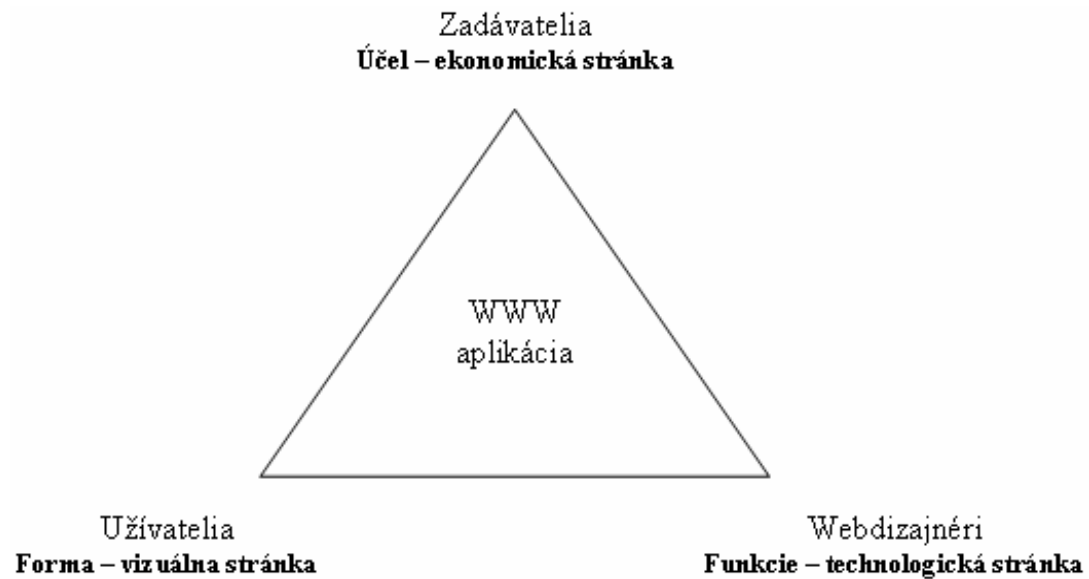 Zadávatelia
Účel – ekonomická stránka
WWW
aplikácia
Užívatelia
Forma – vizuálna stránka
Webdizajnéri
Funkcie – technologická stránka